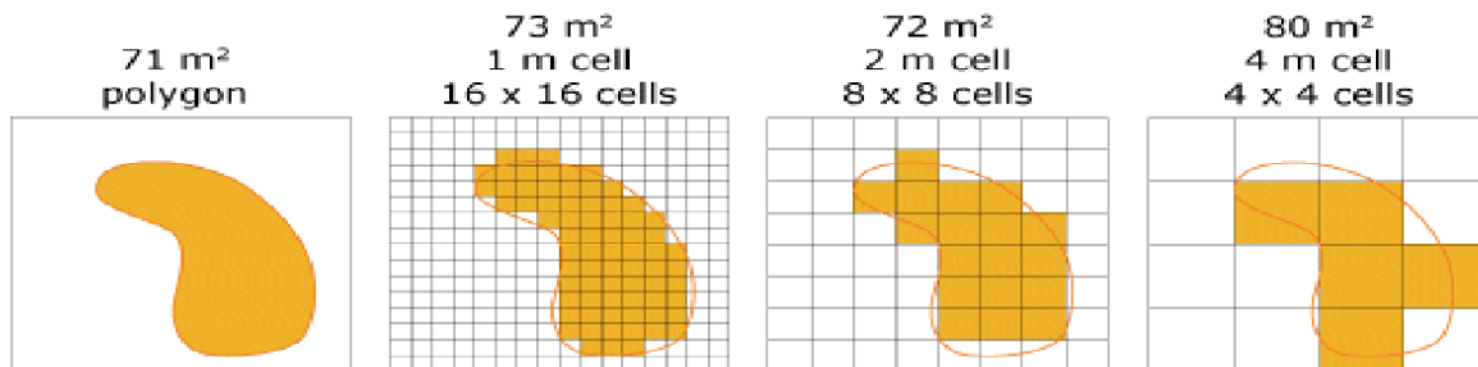 71 m²
polygon
73 m²
1 m cell
16 x 16 cells
72 m²
2 m cell
8 x 8 cells
80 m²
4 m cell
4 x 4 cells